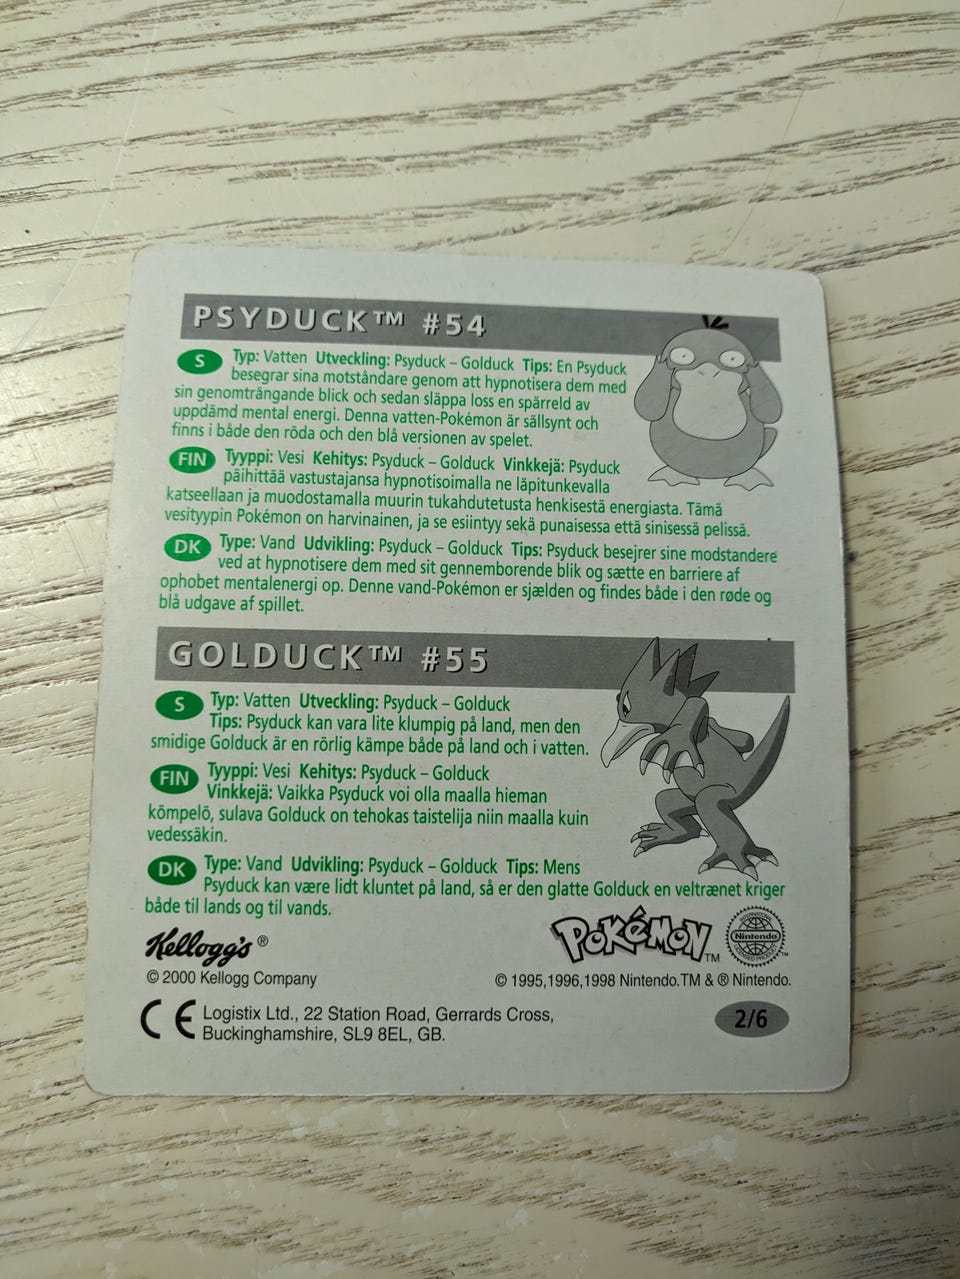 PSYDUCK™ #54
S Typ: Vatten Utveckling: Psyduck – Golduck Tips: En Psyduck
besegrar sina motståndare genom att hypnotisera dem med
sin genomträngande blick och sedan släppa loss en spärreld av
uppdämd mental energi. Denna vatten-Pokémon är sällsynt och
finns i både den röda och den blå versionen av spelet.
FIN Tyyppi: Vesi Kehitys: Psyduck – Golduck Vinkkejä: Psyduck
päihittää vastustajansa hypnotisoimalla ne läpitunkevalla
katseellaan ja muodostamalla muurin tukahdutetusta henkisestä energiasta. Tämä
vesityypin Pokémon on harvinainen, ja se esiintyy sekä punaisessa että sinisessä pelissä.
DK Type: Vand Udvikling: Psyduck – Golduck Tips: Psyduck besejrer sine modstandere
ved at hypnotisere dem med sit gennemborende blik og sætte en barriere af
ophobet mentalenergi op. Denne vand-Pokémon er sjælden og findes både i den røde og
blå udgave af spillet.
GOLDUCK™ #55
S Typ: Vatten Utveckling: Psyduck – Golduck
Tips: Psyduck kan vara lite klumpig på land, men den
smidige Golduck är en rörlig kämpe både på land och i vatten.
FIN Tyyppi: Vesi Kehitys: Psyduck – Golduck
Vinkkejä: Vaikka Psyduck voi olla maalla hieman
kömpelö, sulava Golduck on tehokas taistelija niin maalla kuin
vedessäkin.
DK Type: Vand Udvikling: Psyduck – Golduck Tips: Mens
Psyduck kan være lidt kluntet på land, så er den glatte Golduck en veltrænet kriger
både til lands og til vands.
Kellogg's®
© 2000 Kellogg Company
POKéMON™
INTERNATIONAL
Nintendo
LICENSED PRODUCT™
© 1995,1996,1998 Nintendo.TM & ® Nintendo.
CE Logistix Ltd., 22 Station Road, Gerrards Cross,
Buckinghamshire, SL9 8EL, GB.
2/6